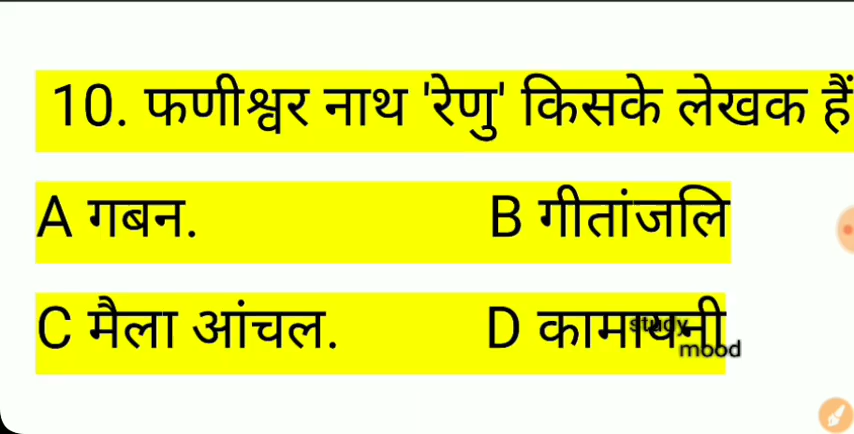 10. फणीश्वर नाथ 'रेणु' किसके लेखक हैं
A गबन. B गीतांजलि
C मैला आंचल. D कामायनी
study
mood